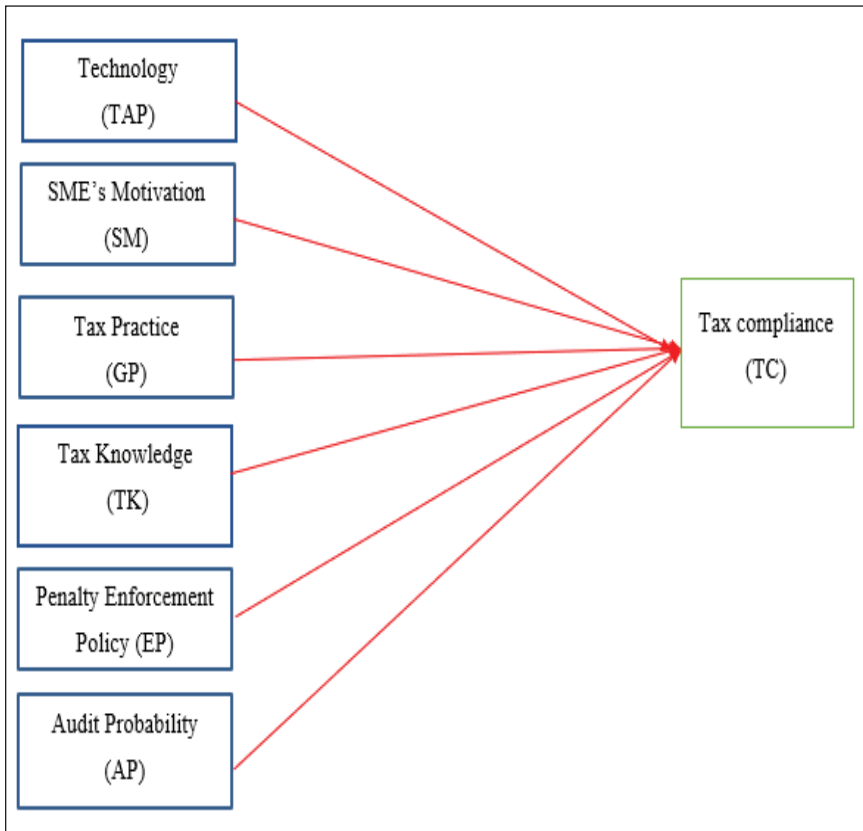 Technology
(TAP)
SME’s Motivation
(SM)
Tax Practice
(GP)
Tax Knowledge
(TK)
Penalty Enforcement
Policy (EP)
Audit Probability
(AP)
Tax compliance
(TC)